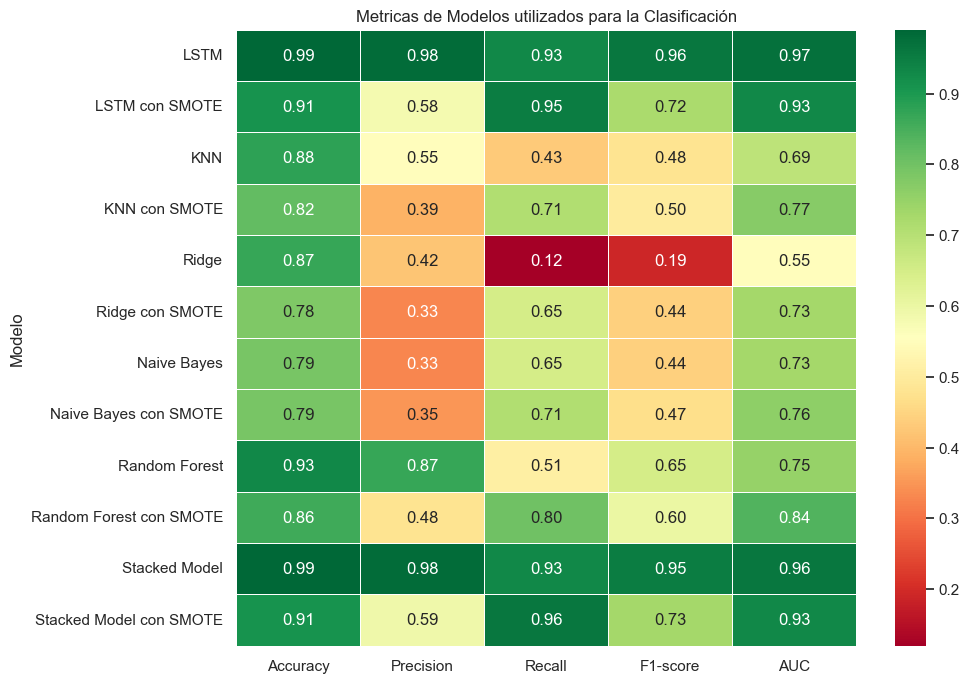 Metricas de Modelos utilizados para la Clasificación
LSTM 0.99 0.98 0.93 0.96 0.97
LSTM con SMOTE 0.91 0.58 0.95 0.72 0.93
KNN 0.88 0.55 0.43 0.48 0.69
KNN con SMOTE 0.82 0.39 0.71 0.50 0.77
Ridge 0.87 0.42 0.12 0.19 0.55
Ridge con SMOTE 0.78 0.33 0.65 0.44 0.73
Naive Bayes 0.79 0.33 0.65 0.44 0.73
Naive Bayes con SMOTE 0.79 0.35 0.71 0.47 0.76
Random Forest 0.93 0.87 0.51 0.65 0.75
Random Forest con SMOTE 0.86 0.48 0.80 0.60 0.84
Stacked Model 0.99 0.98 0.93 0.95 0.96
Stacked Model con SMOTE 0.91 0.59 0.96 0.73 0.93
Accuracy Precision Recall F1-score AUC
Modelo
0.9
0.8
0.7
0.6
0.5
0.4
0.3
0.2